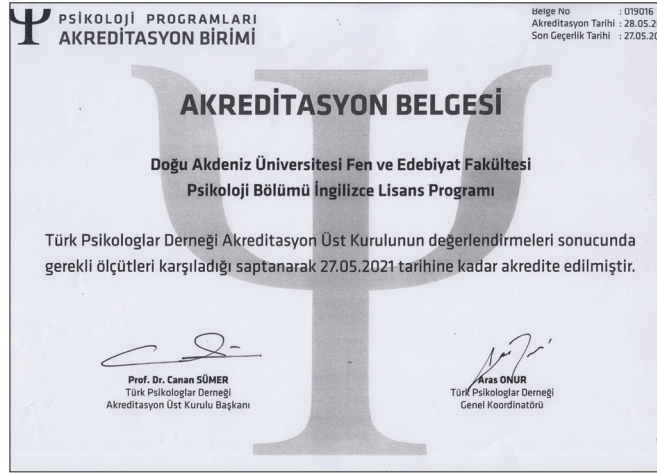 PSİKOLOJİ PROGRAMLARI
AKREDİTASYON BİRİMİ
Belge No : 019016
Akreditasyon Tarihi : 28.05.20
Son Geçerlik Tarihi : 27.05.20
AKREDİTASYON BELGESİ
Doğu Akdeniz Üniversitesi Fen ve Edebiyat Fakültesi
Psikoloji Bölümü İngilizce Lisans Programı
Türk Psikologlar Derneği Akreditasyon Üst Kurulunun değerlendirmeleri sonucunda
gerekli ölçütleri karşıladığı saptanarak 27.05.2021 tarihine kadar akredite edilmiştir.
Prof. Dr. Canan SÜMER
Türk Psikologlar Derneği
Akreditasyon Üst Kurulu Başkanı
Aras ONUR
Türk Psikologlar Derneği
Genel Koordinatörü